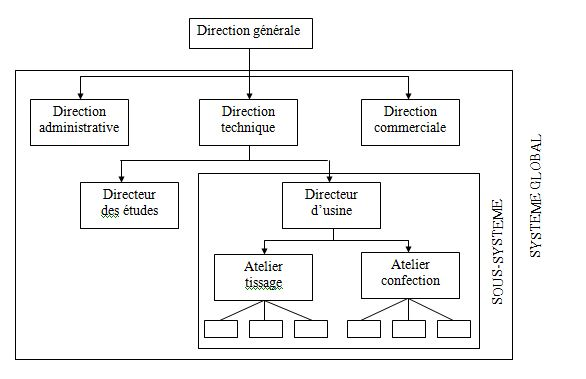 Direction générale
Direction
administrative
Direction
technique
Direction
commerciale
Directeur
des études
Directeur
d'usine
Atelier
tissage
Atelier
confection
SOUS-SYSTEME
SYSTEME GLOBAL